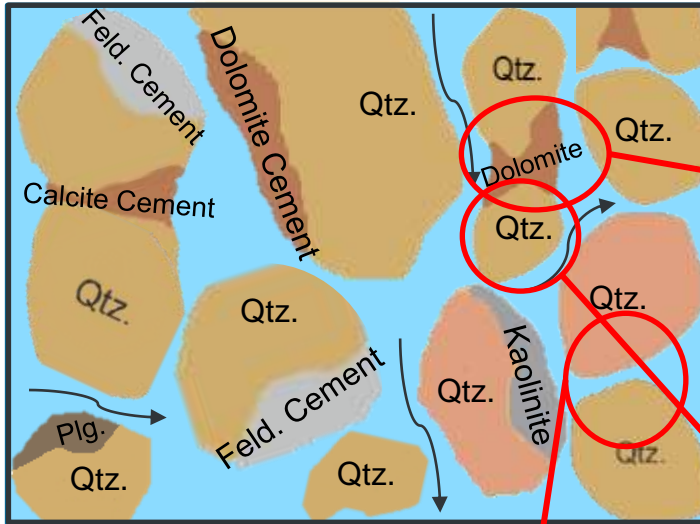 Feld. Cement
Dolomite Cement
Qtz.
Qtz.
Qtz.
Dolomite
Calcite Cement
Qtz.
Qtz.
Qtz.
Qtz.
Kaolinite
Qtz.
Feld. Cement
Plg.
Qtz.
Qtz.
Qtz.